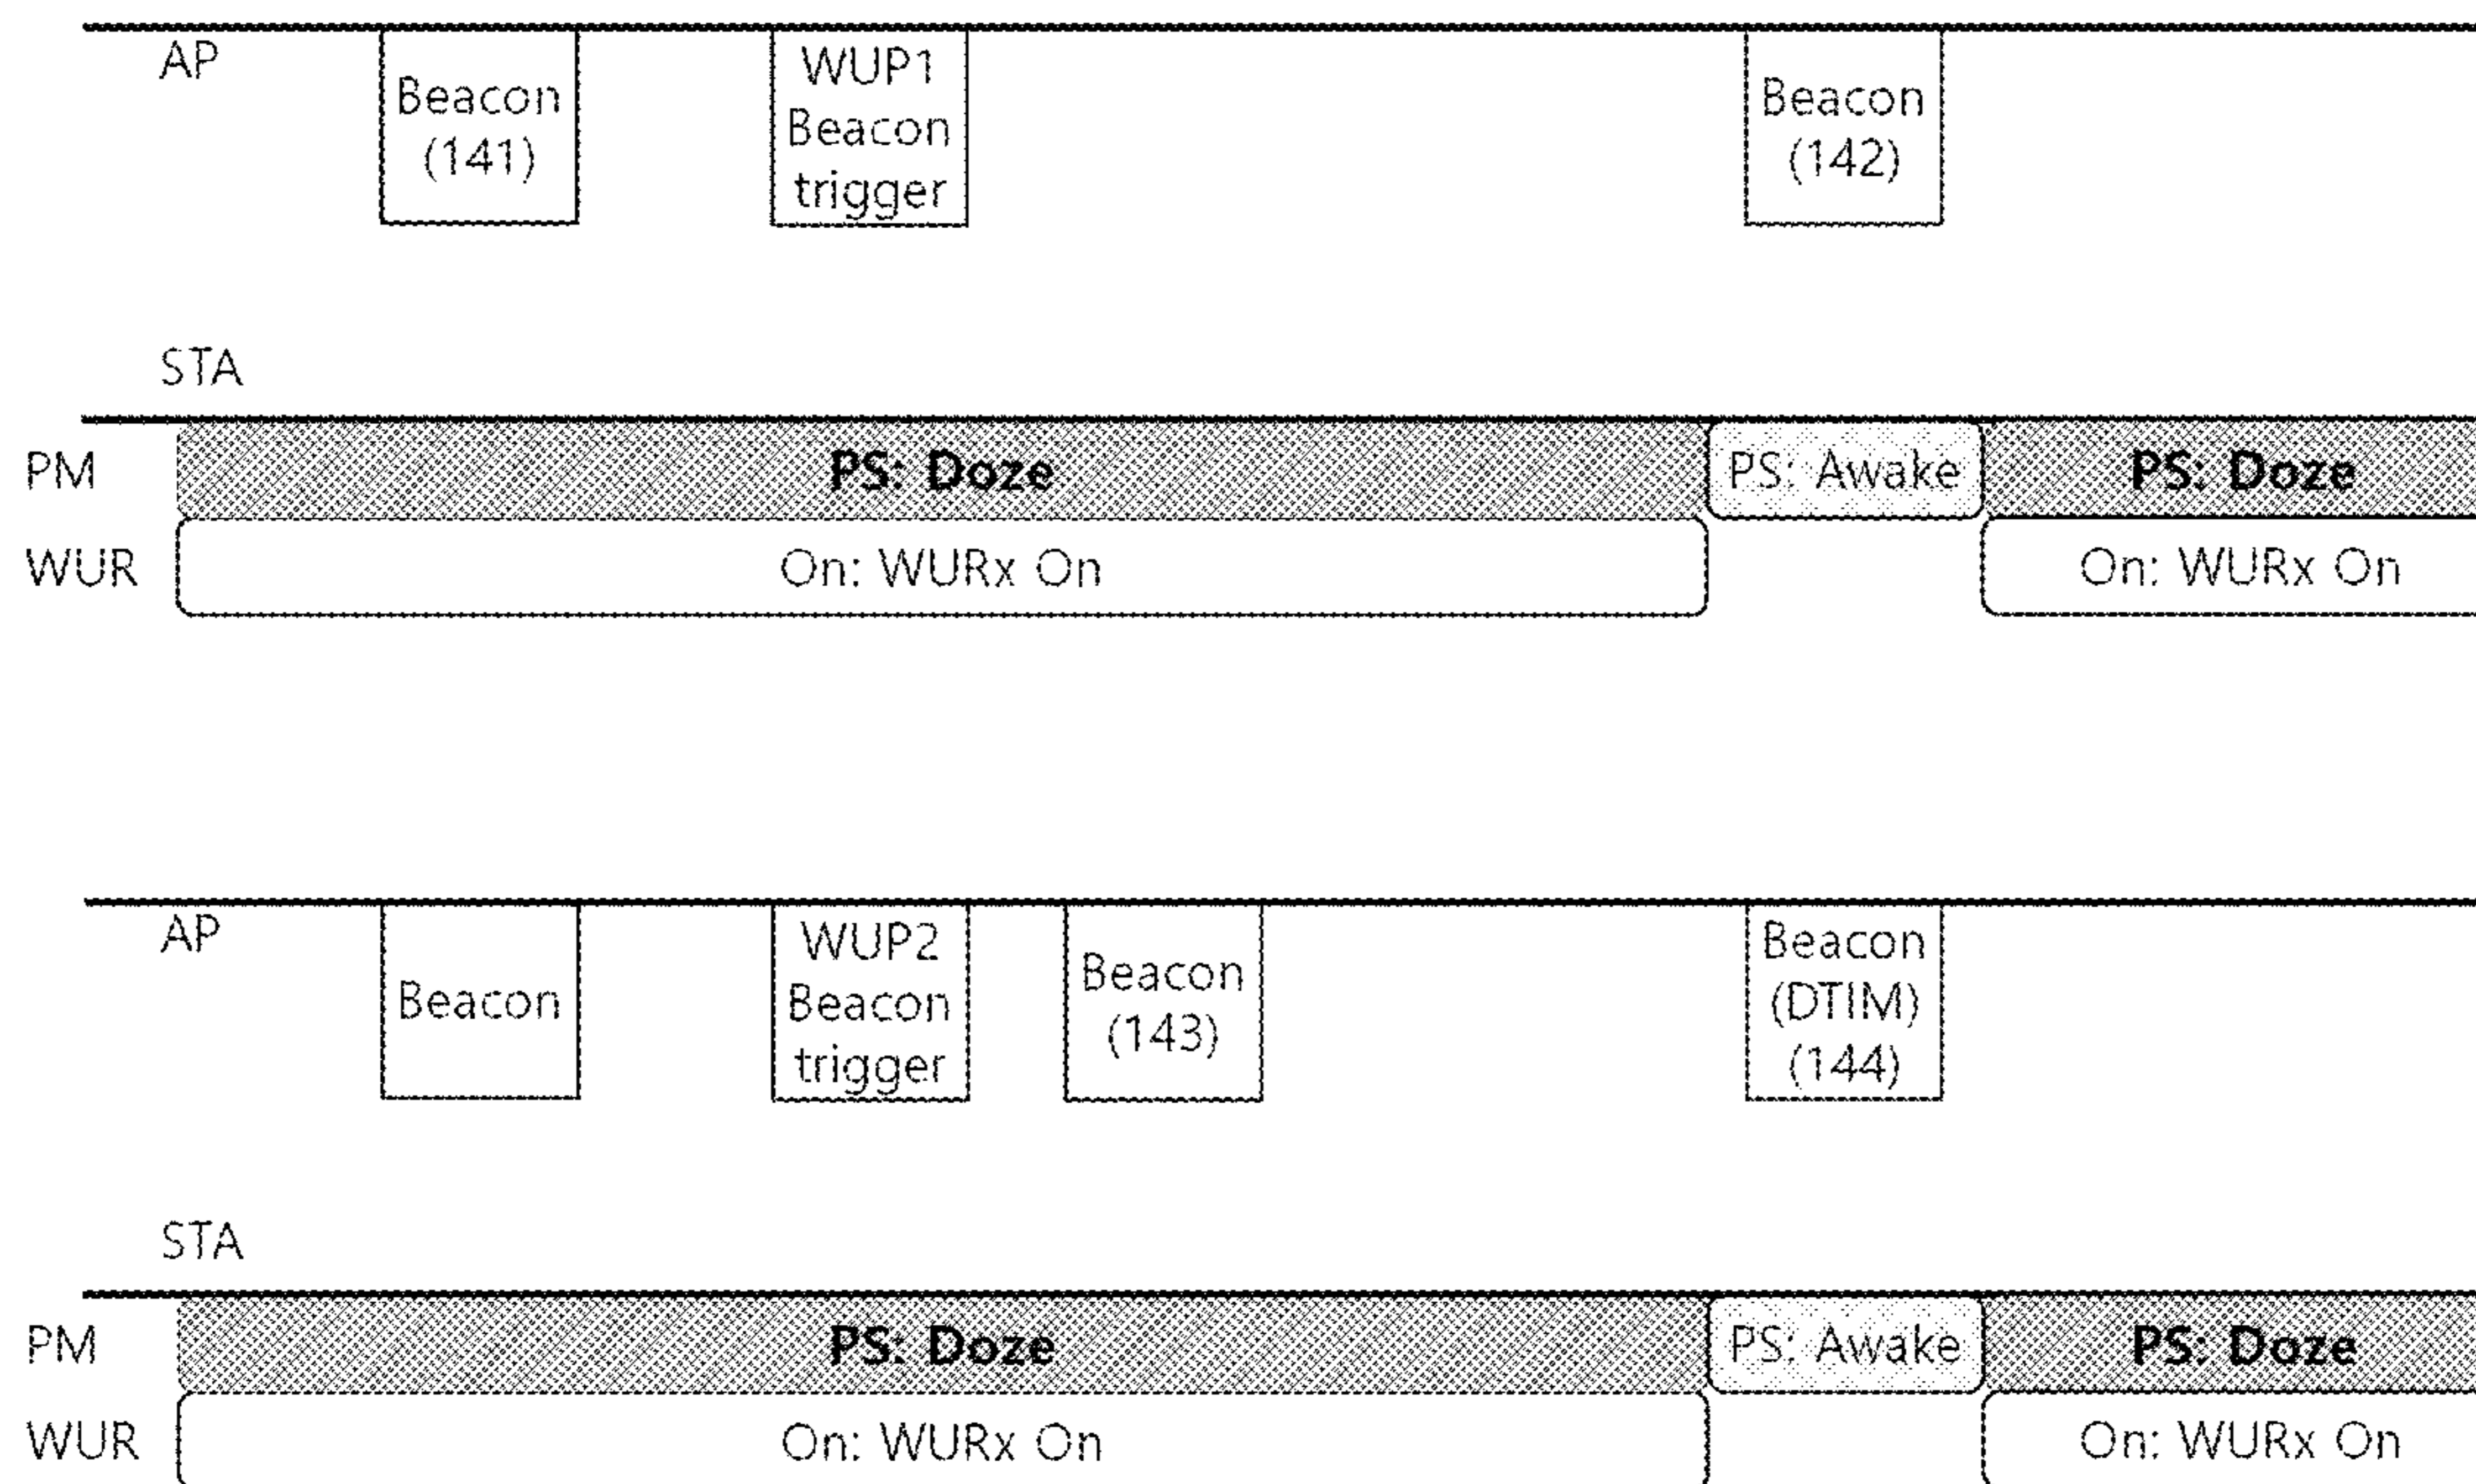 AP
Beacon
(141)
WUP1
Beacon
trigger
Beacon
(142)
STA
PM
PS: Doze
PS: Awake
PS: Doze
WUR
On: WURx On
On: WURx On
AP
Beacon
WUP2
Beacon
trigger
Beacon
(143)
Beacon
(DTIM)
(144)
STA
PM
PS: Doze
PS: Awake
PS: Doze
WUR
On: WURx On
On: WURx On